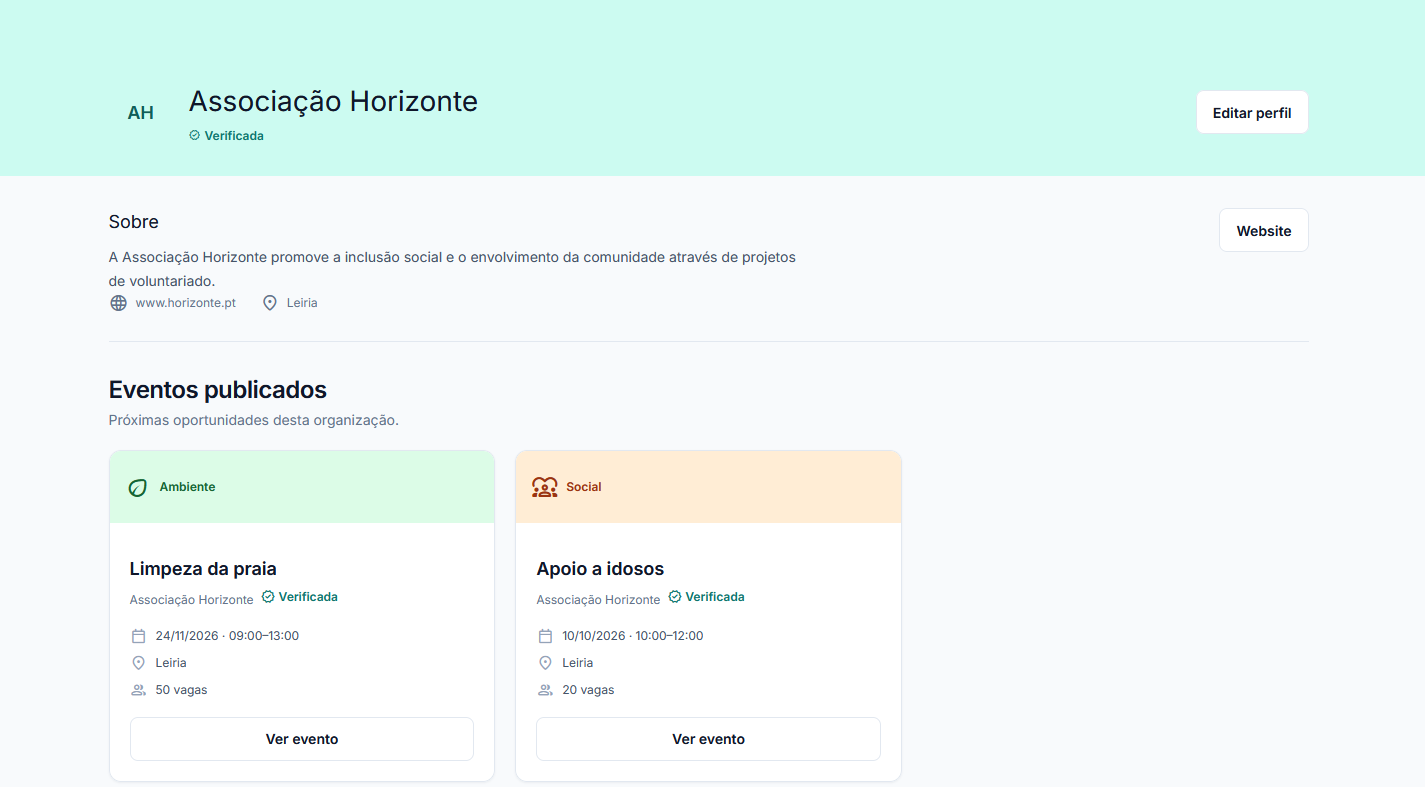 AH
Associação Horizonte
Verificada
Editar perfil
Sobre
Website
A Associação Horizonte promove a inclusão social e o envolvimento da comunidade através de projetos
de voluntariado.
www.horizonte.pt Leiria
Eventos publicados
Próximas oportunidades desta organização.
Ambiente
Limpeza da praia
Associação Horizonte Verificada
24/11/2026 · 09:00–13:00
Leiria
50 vagas
Ver evento
Social
Apoio a idosos
Associação Horizonte Verificada
10/10/2026 · 10:00–12:00
Leiria
20 vagas
Ver evento